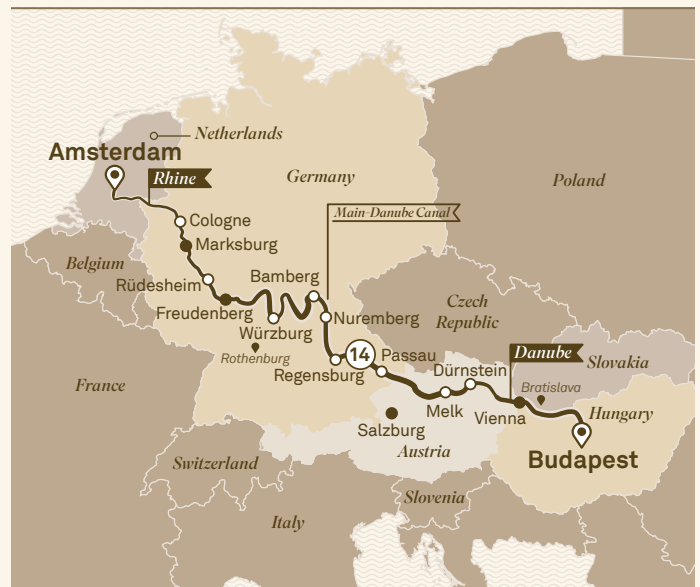 Netherlands
Amsterdam
Rhine
Germany
Poland
Main-Danube Canal
Cologne
Marksburg
Belgium
Rüdesheim
Bamberg
Freudenberg
Würzburg
Nuremberg
Czech
Republic
Rothenburg
14
Regensburg
Passau
Danube
Slovakia
Dürnstein
France
Bratislava
Melk
Vienna
Hungary
Salzburg
Austria
Budapest
Switzerland
Slovenia
Italy